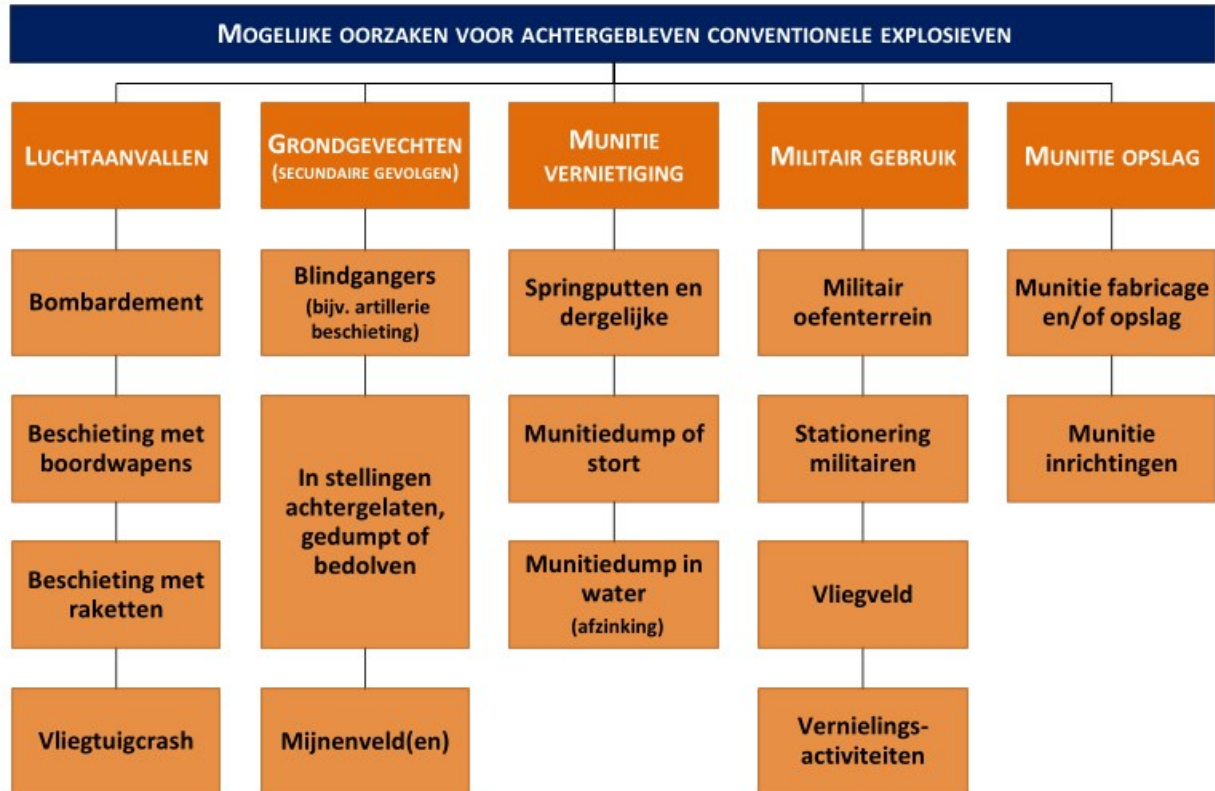 MOGELIJKE OORZAKEN VOOR ACHTERGEBLEVEN CONVENTIONELE EXPLOSIEVEN
LUCHTAANVALLEN
Bombardement
Beschieting met
boordwapens
Beschieting met
raketten
Vliegtuigcrash
GRONDGEVECHTEN
(SECUNDAIRE GEVOLGEN)
Blindgangers
(bijv. artillerie
beschieting)
In stellingen
achtergelaten,
gedumpt of
bedolven
Mijnenveld(en)
MUNITIE
VERNIETIGING
Springputten en
dergelijke
Munitiedump of
stort
Munitiedump in
water
(afzinking)
MILITAIR GEBRUIK
Militair
oefenterrein
Stationering
militairen
Vliegveld
Vernielings-
activiteiten
MUNITIE OPSLAG
Munitie fabricage
en/of opslag
Munitie
inrichtingen